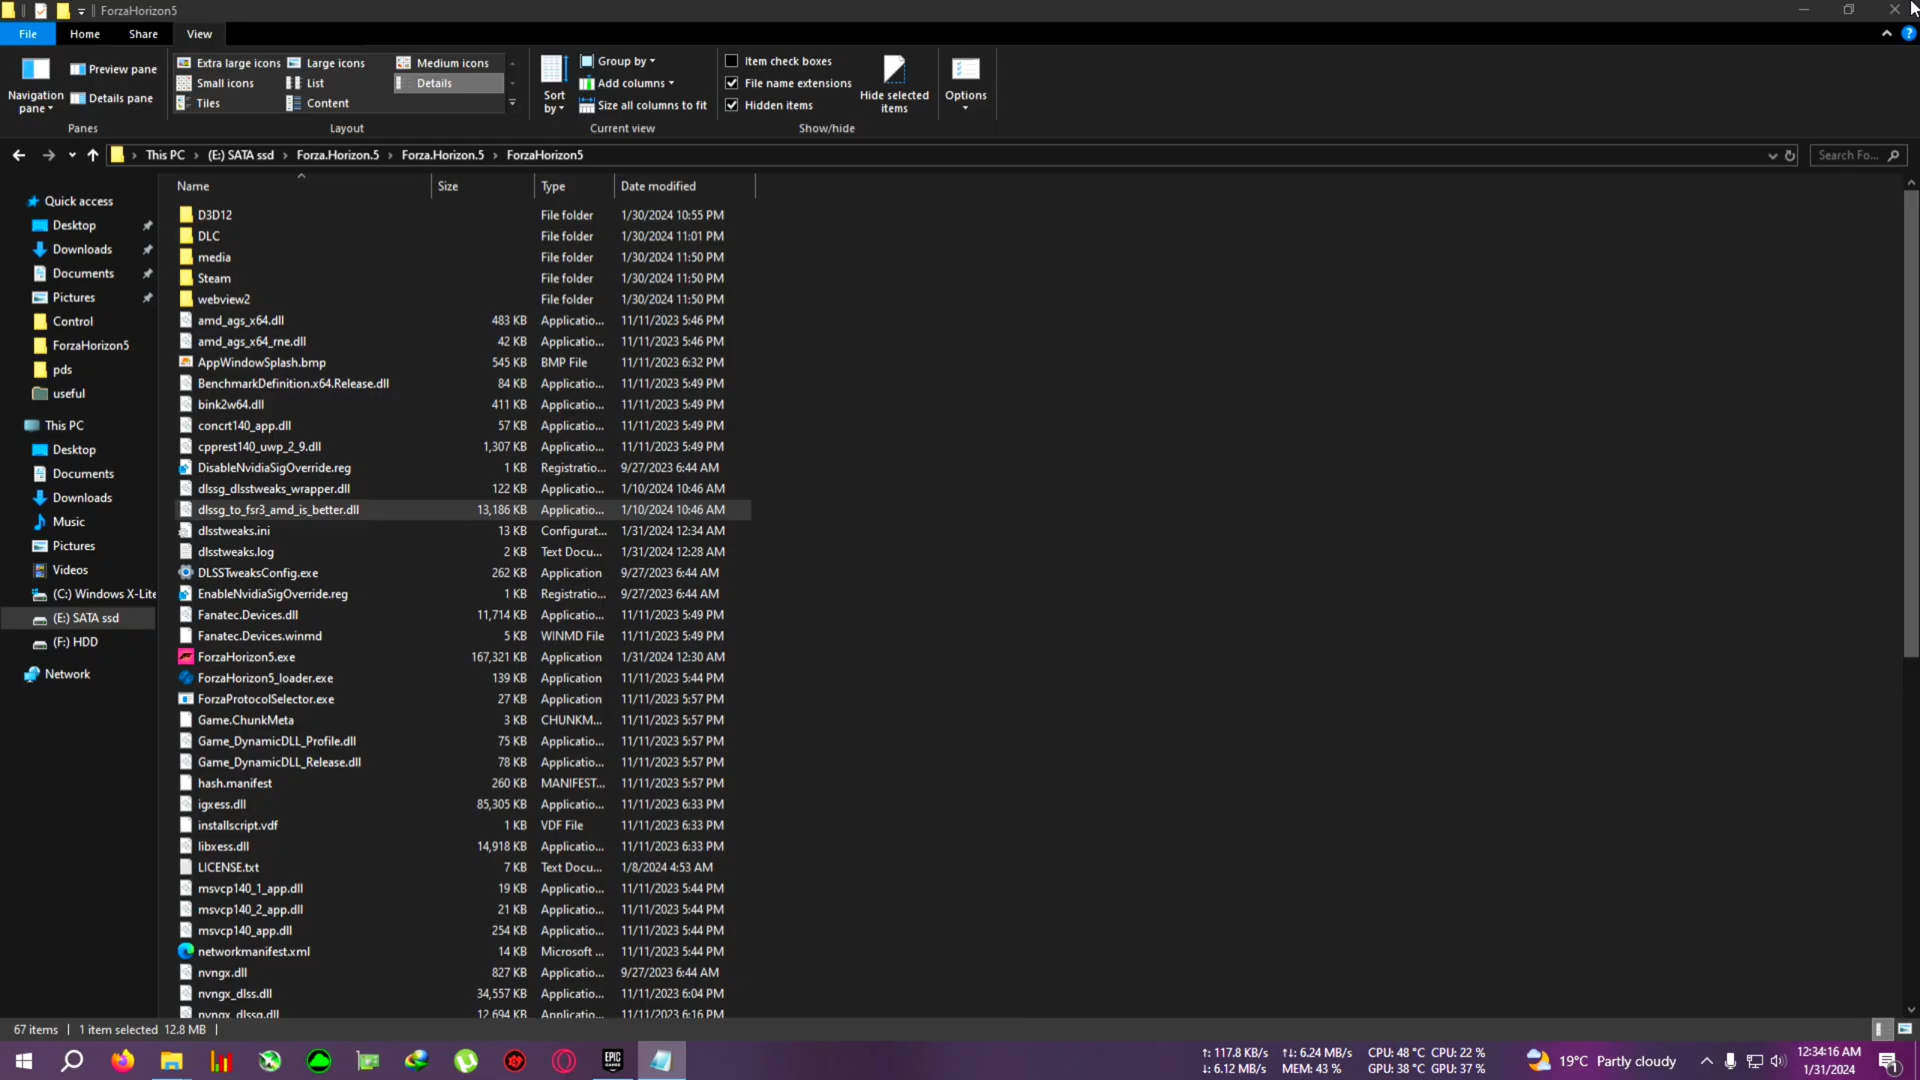 ForzaHorizon5
File Home Share View
Navigation pane
Preview pane
Details pane
Panes
Extra large icons Large icons Medium icons
Small icons List Details
Tiles Content
Layout
Sort by
Group by
Add columns
Size all columns to fit
Current view
Item check boxes
File name extensions
Hidden items
Hide selected items
Show/hide
Options
This PC › (E:) SATA ssd › Forza.Horizon.5 › Forza.Horizon.5 › ForzaHorizon5
Search Fo...
Quick access
Desktop
Downloads
Documents
Pictures
Control
ForzaHorizon5
pds
useful
This PC
Desktop
Documents
Downloads
Music
Pictures
Videos
(C:) Windows X-Lite
(E:) SATA ssd
(F:) HDD
Network
Name Size Type Date modified
D3D12 File folder 1/30/2024 10:55 PM
DLC File folder 1/30/2024 11:01 PM
media File folder 1/30/2024 11:50 PM
Steam File folder 1/30/2024 11:50 PM
webview2 File folder 1/30/2024 11:50 PM
amd_ags_x64.dll 483 KB Applicatio... 11/11/2023 5:46 PM
amd_ags_x64_rne.dll 42 KB Applicatio... 11/11/2023 5:46 PM
AppWindowSplash.bmp 545 KB BMP File 11/11/2023 6:32 PM
BenchmarkDefinition.x64.Release.dll 84 KB Applicatio... 11/11/2023 5:49 PM
bink2w64.dll 411 KB Applicatio... 11/11/2023 5:49 PM
concrt140_app.dll 57 KB Applicatio... 11/11/2023 5:49 PM
cpprest140_uwp_2_9.dll 1,307 KB Applicatio... 11/11/2023 5:49 PM
DisableNvidiaSigOverride.reg 1 KB Registratio... 9/27/2023 6:44 AM
dlssg_dlsstweaks_wrapper.dll 122 KB Applicatio... 1/10/2024 10:46 AM
dlssg_to_fsr3_amd_is_better.dll 13,186 KB Applicatio... 1/10/2024 10:46 AM
dlsstweaks.ini 13 KB Configurat... 1/31/2024 12:34 AM
dlsstweaks.log 2 KB Text Docu... 1/31/2024 12:28 AM
DLSSTweaksConfig.exe 262 KB Application 9/27/2023 6:44 AM
EnableNvidiaSigOverride.reg 1 KB Registratio... 9/27/2023 6:44 AM
Fanatec.Devices.dll 11,714 KB Applicatio... 11/11/2023 5:49 PM
Fanatec.Devices.winmd 5 KB WINMD File 11/11/2023 5:49 PM
ForzaHorizon5.exe 167,321 KB Application 1/31/2024 12:30 AM
ForzaHorizon5_loader.exe 139 KB Application 11/11/2023 5:44 PM
ForzaProtocolSelector.exe 27 KB Application 11/11/2023 5:57 PM
Game.ChunkMeta 3 KB CHUNKM... 11/11/2023 5:57 PM
Game_DynamicDLL_Profile.dll 75 KB Applicatio... 11/11/2023 5:57 PM
Game_DynamicDLL_Release.dll 78 KB Applicatio... 11/11/2023 5:57 PM
hash.manifest 260 KB MANIFEST... 11/11/2023 5:57 PM
igxess.dll 85,305 KB Applicatio... 11/11/2023 6:33 PM
installscript.vdf 1 KB VDF File 11/11/2023 6:33 PM
libxess.dll 14,918 KB Applicatio... 11/11/2023 6:33 PM
LICENSE.txt 7 KB Text Docu... 1/8/2024 4:53 AM
msvcp140_1_app.dll 19 KB Applicatio... 11/11/2023 5:44 PM
msvcp140_2_app.dll 21 KB Applicatio... 11/11/2023 5:44 PM
msvcp140_app.dll 254 KB Applicatio... 11/11/2023 5:44 PM
networkmanifest.xml 14 KB Microsoft ... 11/11/2023 5:44 PM
nvngx.dll 827 KB Applicatio... 9/27/2023 6:44 AM
nvngx_dlss.dll 34,557 KB Applicatio... 11/11/2023 6:04 PM
nvngx_dlssg.dll 12,694 KB Applicatio... 11/11/2023 6:16 PM
67 items | 1 item selected 12.8 MB |
EPIC GAMES
↑: 117.8 KB/s ↑↓: 6.24 MB/s CPU: 48 °C CPU: 22 %
↓: 6.12 MB/s MEM: 43 % GPU: 38 °C GPU: 37 %
19°C Partly cloudy
12:34:16 AM
1/31/2024
1